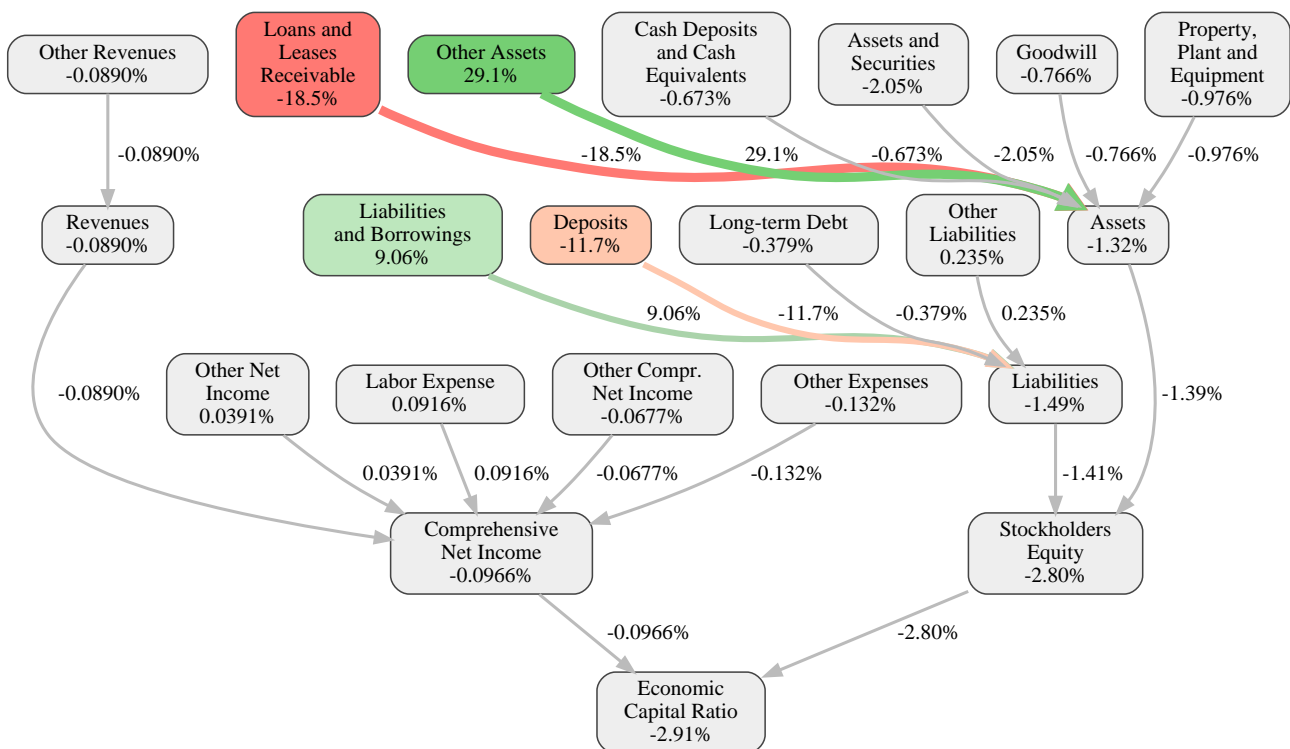 Other Revenues
-0.0890%
Loans and
Leases
Receivable
-18.5%
Other Assets
29.1%
Cash Deposits
and Cash
Equivalents
-0.673%
Assets and
Securities
-2.05%
Goodwill
-0.766%
Property,
Plant and
Equipment
-0.976%
-0.0890%
-18.5%
29.1%
-0.673%
-2.05%
-0.766%
-0.976%
Revenues
-0.0890%
Liabilities
and Borrowings
9.06%
Deposits
-11.7%
Long-term Debt
-0.379%
Other
Liabilities
0.235%
Assets
-1.32%
9.06%
-11.7%
-0.379%
0.235%
-0.0890%
Other Net
Income
0.0391%
Labor Expense
0.0916%
Other Compr.
Net Income
-0.0677%
Other Expenses
-0.132%
Liabilities
-1.49%
-1.39%
0.0391%
0.0916%
-0.0677%
-0.132%
-1.41%
Comprehensive
Net Income
-0.0966%
Stockholders
Equity
-2.80%
-0.0966%
-2.80%
Economic
Capital Ratio
-2.91%